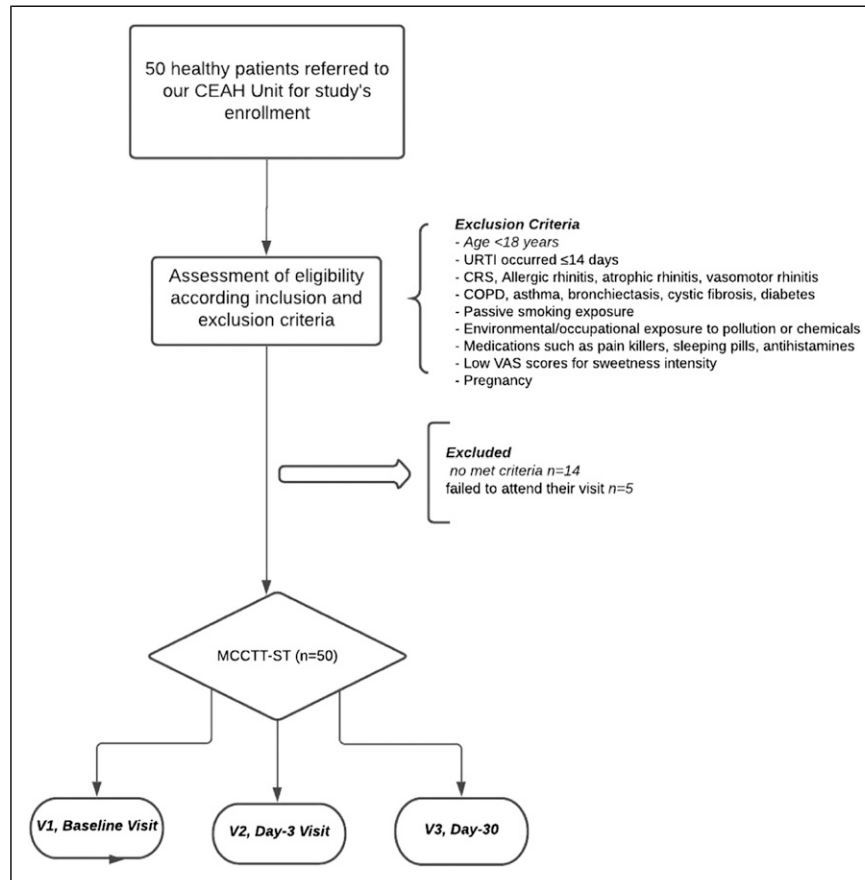 50 healthy patients referred to
our CEAH Unit for study's
enrollment
Exclusion Criteria
- Age <18 years
- URTI occurred ≤14 days
- CRS, Allergic rhinitis, atrophic rhinitis, vasomotor rhinitis
- COPD, asthma, bronchiectasis, cystic fibrosis, diabetes
- Passive smoking exposure
- Environmental/occupational exposure to pollution or chemicals
- Medications such as pain killers, sleeping pills, antihistamines
- Low VAS scores for sweetness intensity
- Pregnancy
Assessment of eligibility
according inclusion and
exclusion criteria
Excluded
no met criteria n=14
failed to attend their visit n=5
MCCTT-ST (n=50)
V1, Baseline Visit
V2, Day-3 Visit
V3, Day-30